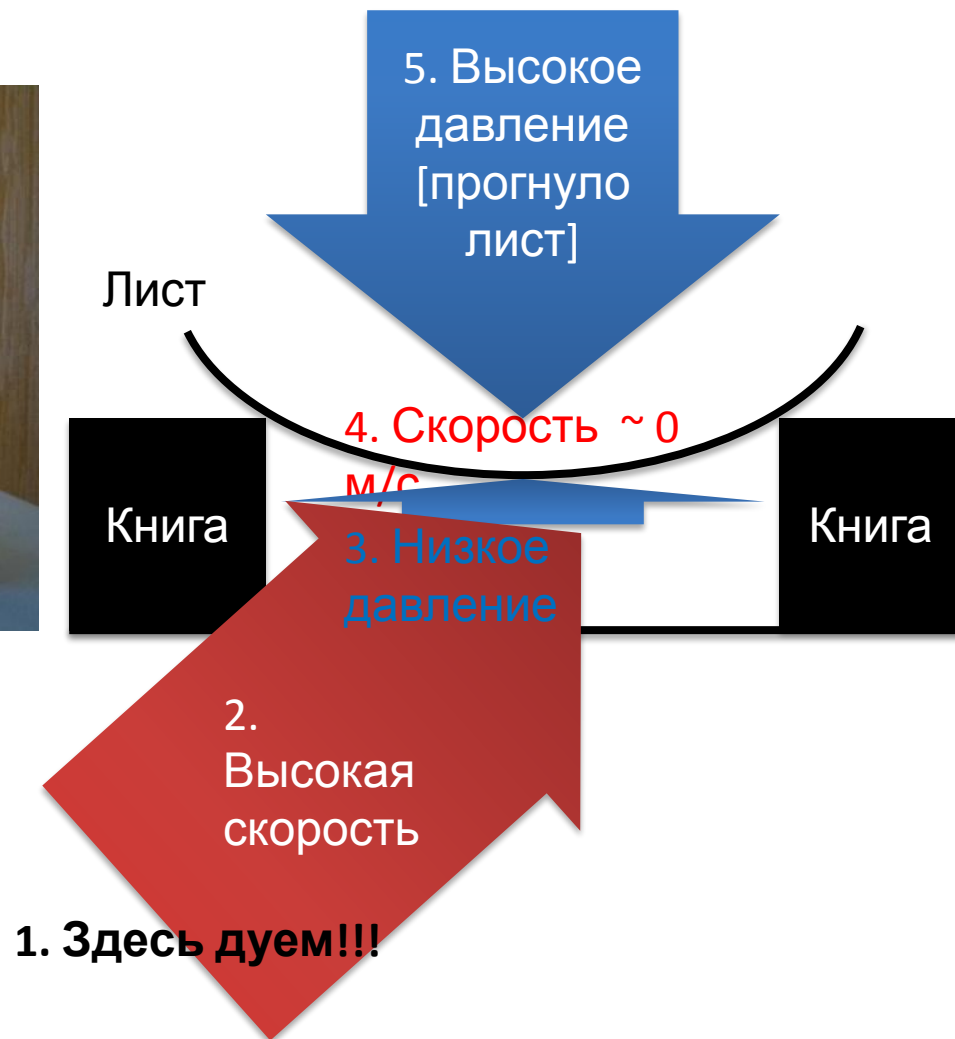 5. Высокое
давление
[прогнуло
лист]
Лист
4. Скорость ~ 0
м/с
Книга
Книга
3. Низкое
давление
2.
Высокая
скорость
1. Здесь дуем!!!